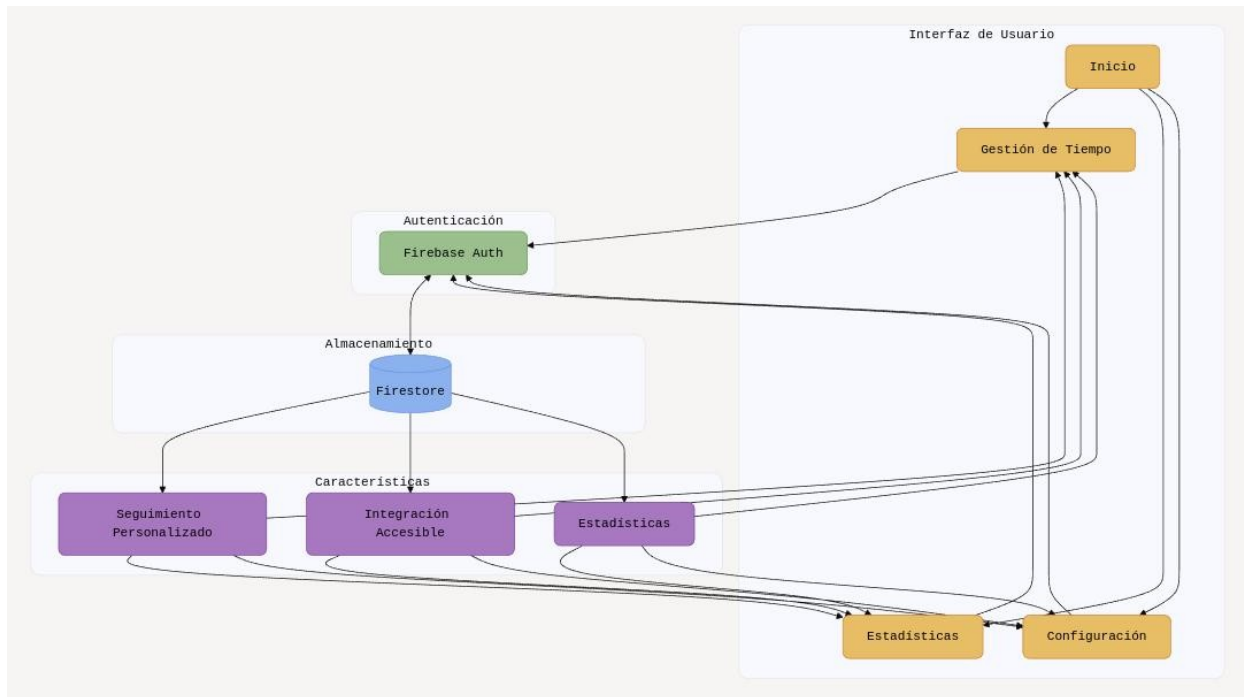 Interfaz de Usuario
Inicio
Gestión de Tiempo
Autenticación
Firebase Auth
Almacenamiento
Firestore
Características
Seguimiento
Personalizado
Integración
Accesible
Estadísticas
Estadísticas
Configuración